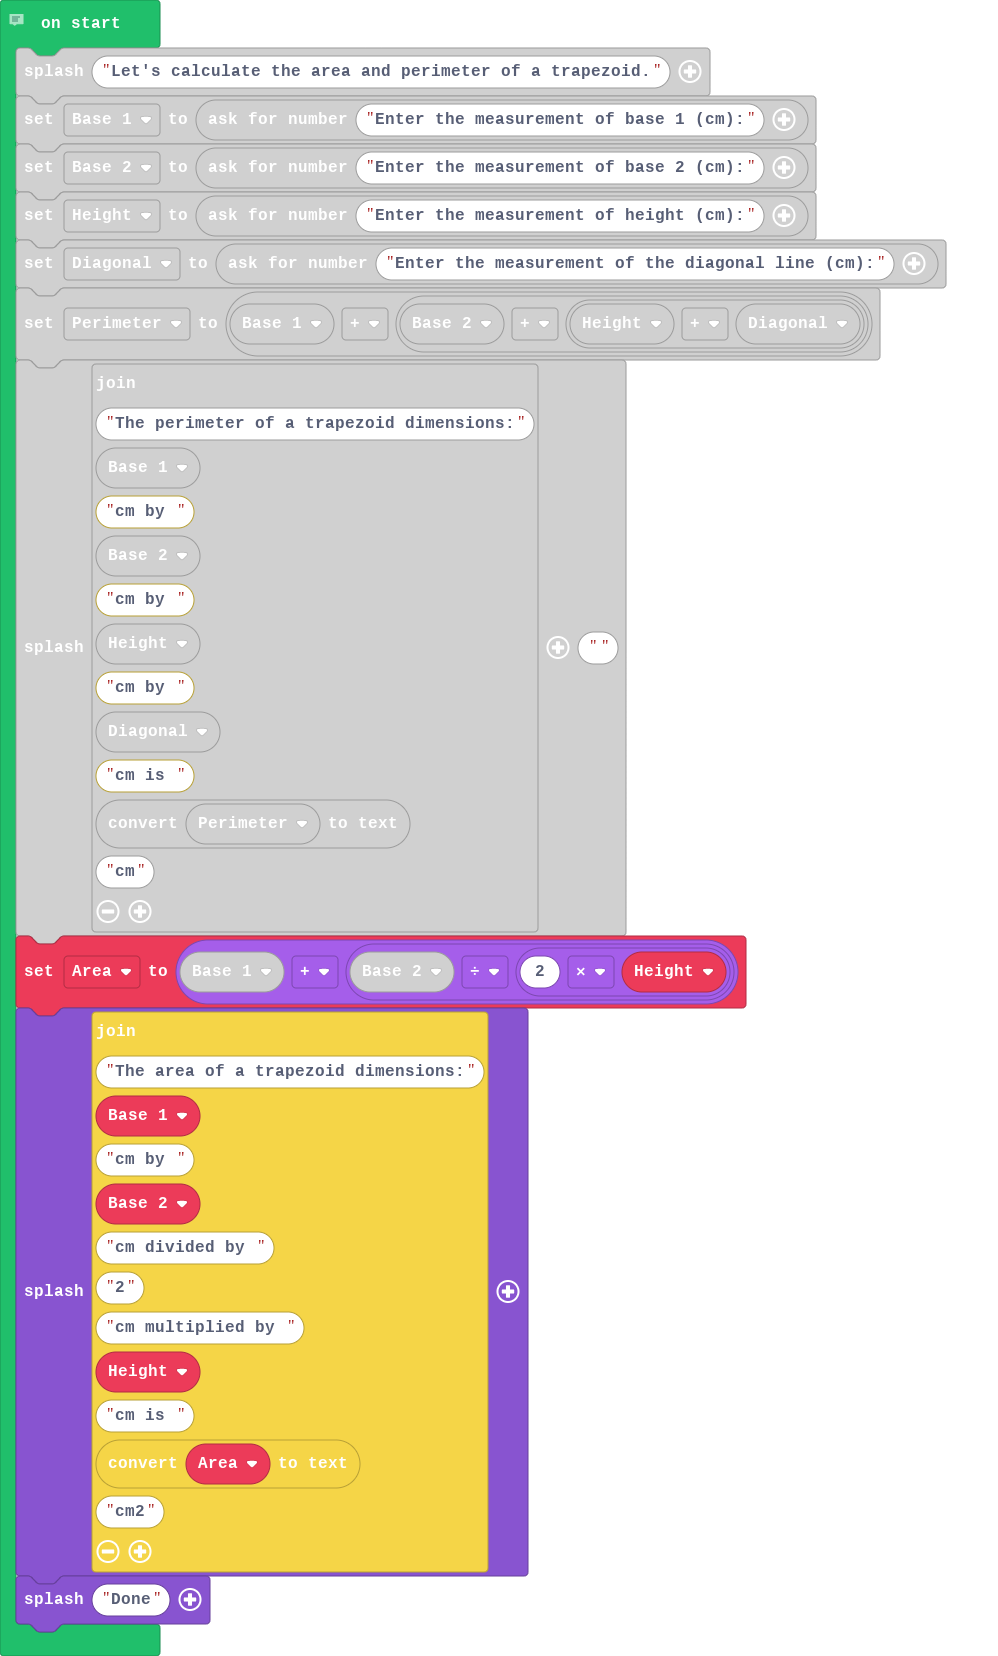 on start
splash "Let's calculate the area and perimeter of a trapezoid."
set Base 1 to ask for number "Enter the measurement of base 1 (cm):"
set Base 2 to ask for number "Enter the measurement of base 2 (cm):"
set Height to ask for number "Enter the measurement of height (cm):"
set Diagonal to ask for number "Enter the measurement of the diagonal line (cm):"
set Perimeter to Base 1 + Base 2 + Height + Diagonal
join
"The perimeter of a trapezoid dimensions:"
Base 1
"cm by "
Base 2
"cm by "
Height
splash ""
"cm by "
Diagonal
"cm is "
convert Perimeter to text
"cm"
set Area to Base 1 + Base 2 ÷ 2 × Height
join
"The area of a trapezoid dimensions:"
Base 1
"cm by "
Base 2
"cm divided by "
"2"
splash
"cm multiplied by "
Height
"cm is "
convert Area to text
"cm2"
splash "Done"